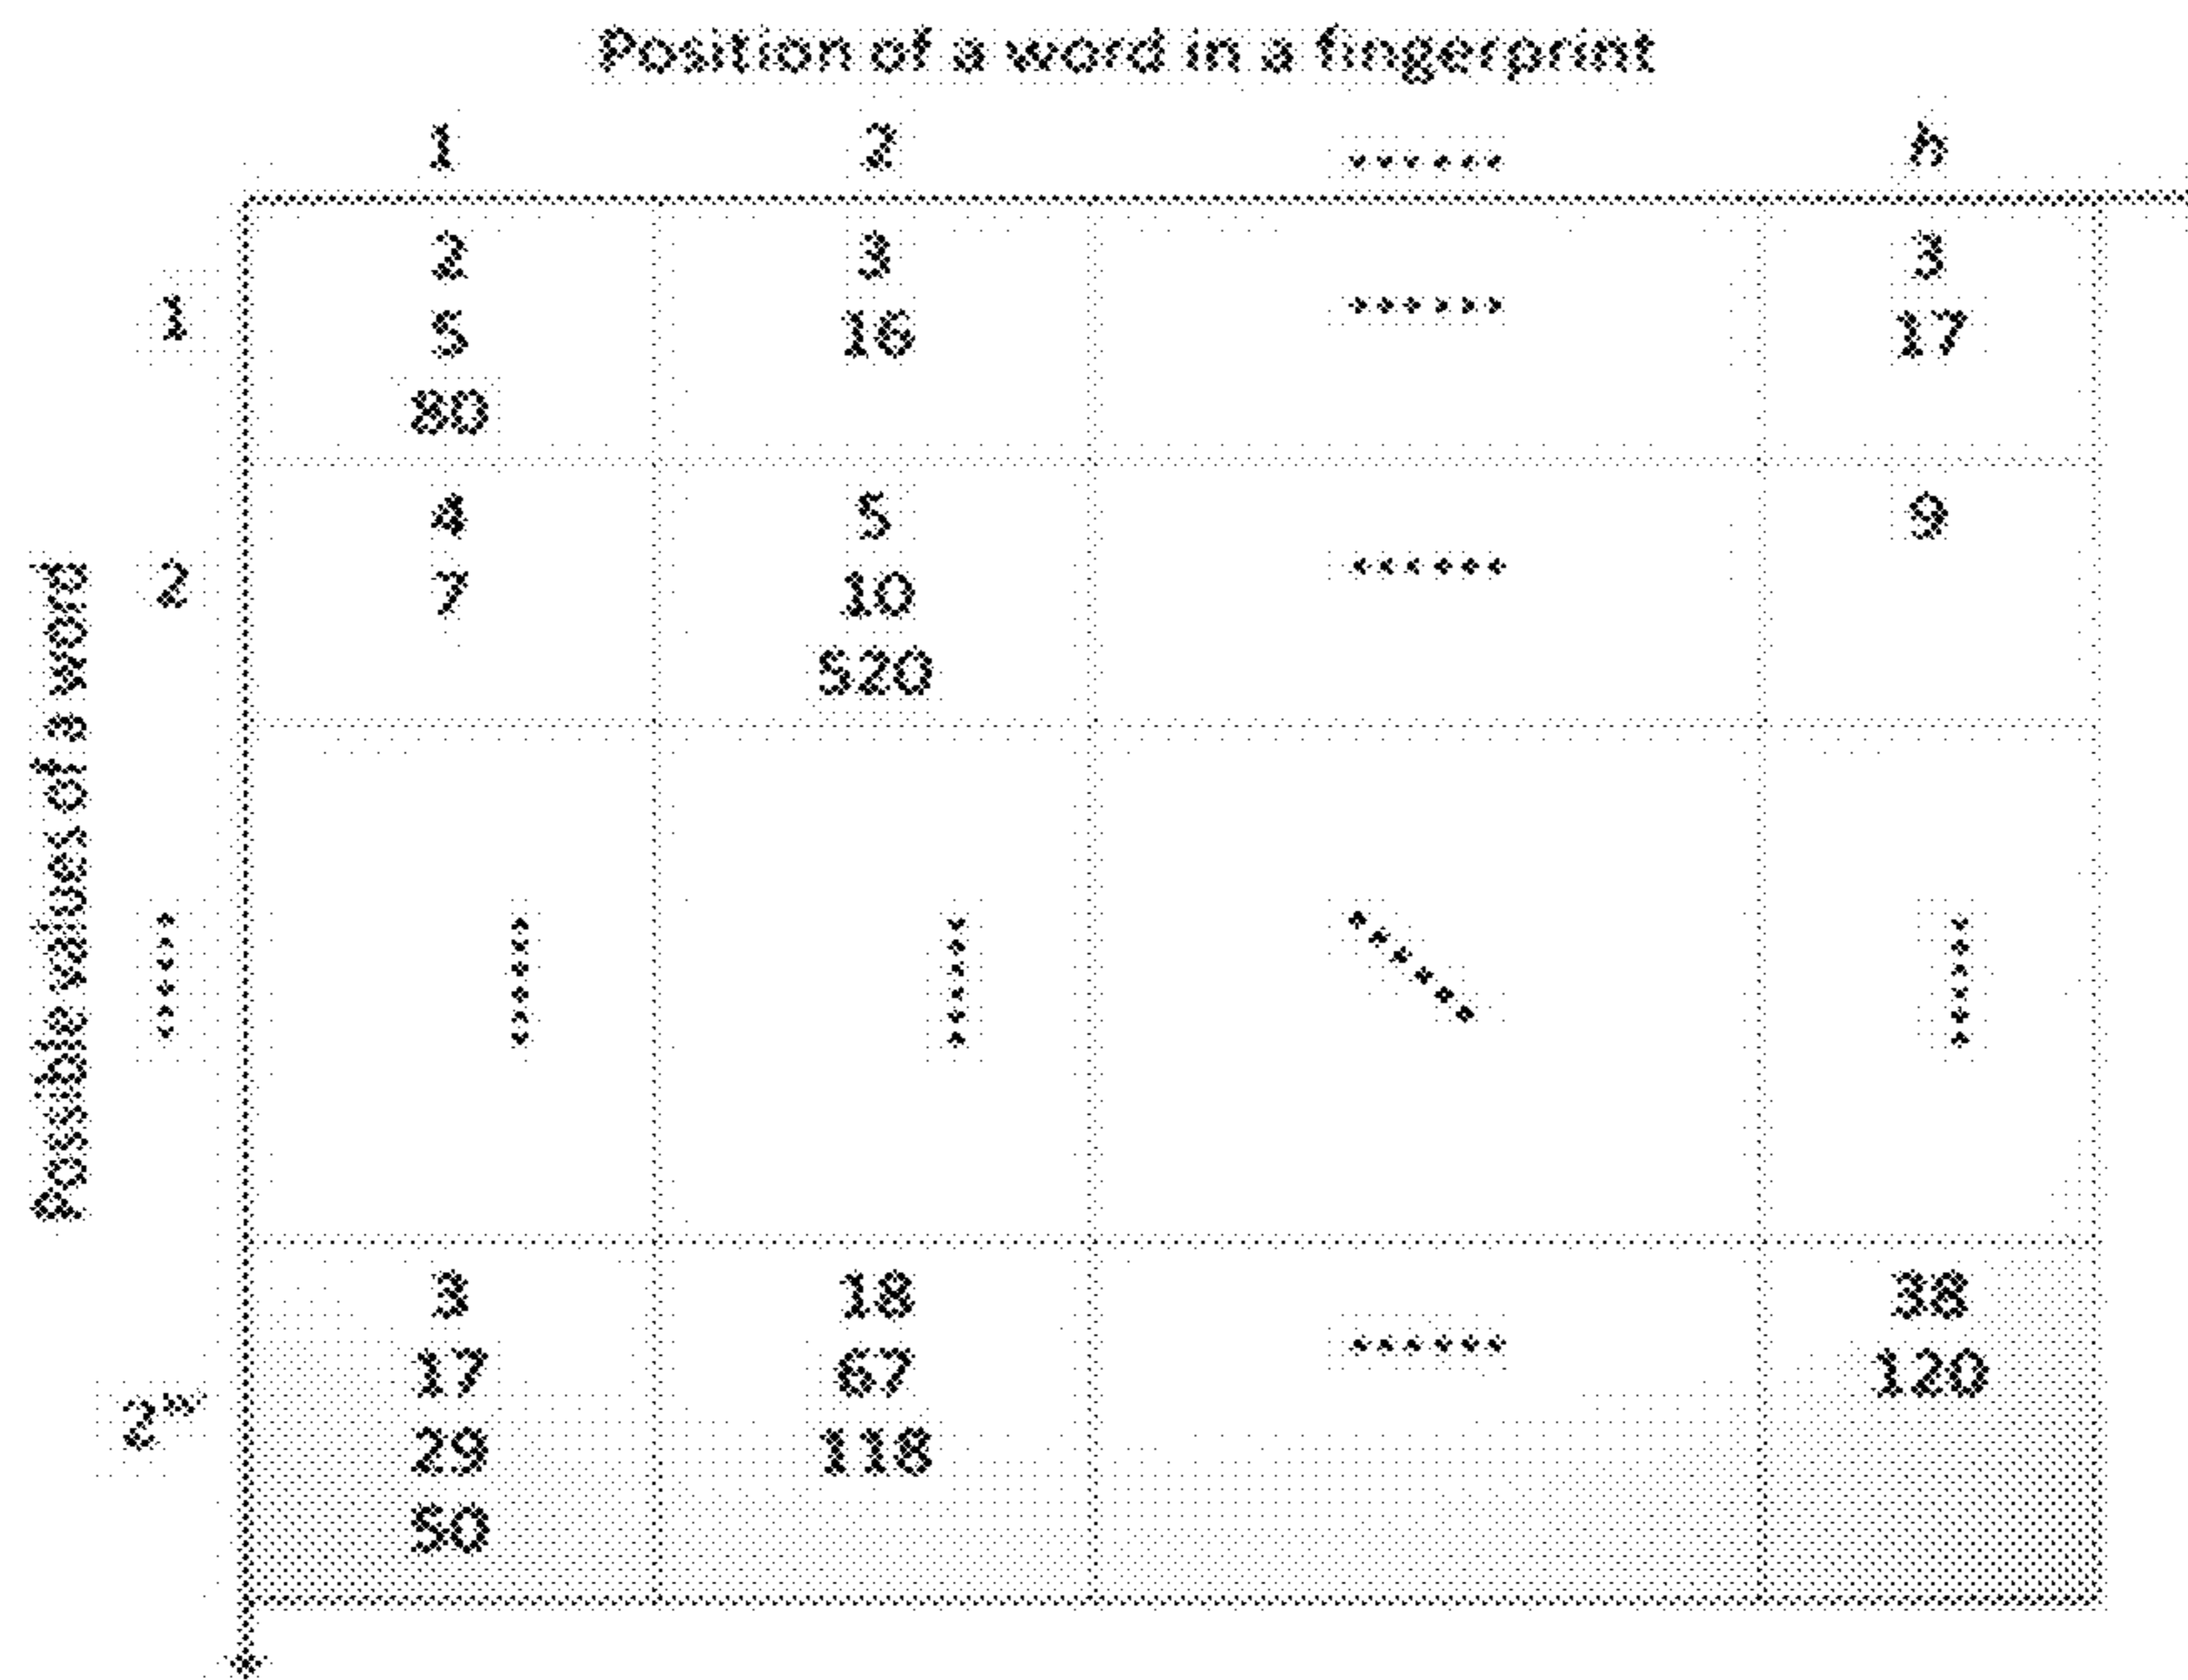 Position of a word in a fingerprint
1 2 ...... h
Possible values of a word
1
2 3 ...... 3
5 16 17
80
2
4 5 ...... 9
7 10
520
2ʷ
3 18 ...... 38
17 67 120
29 118
50